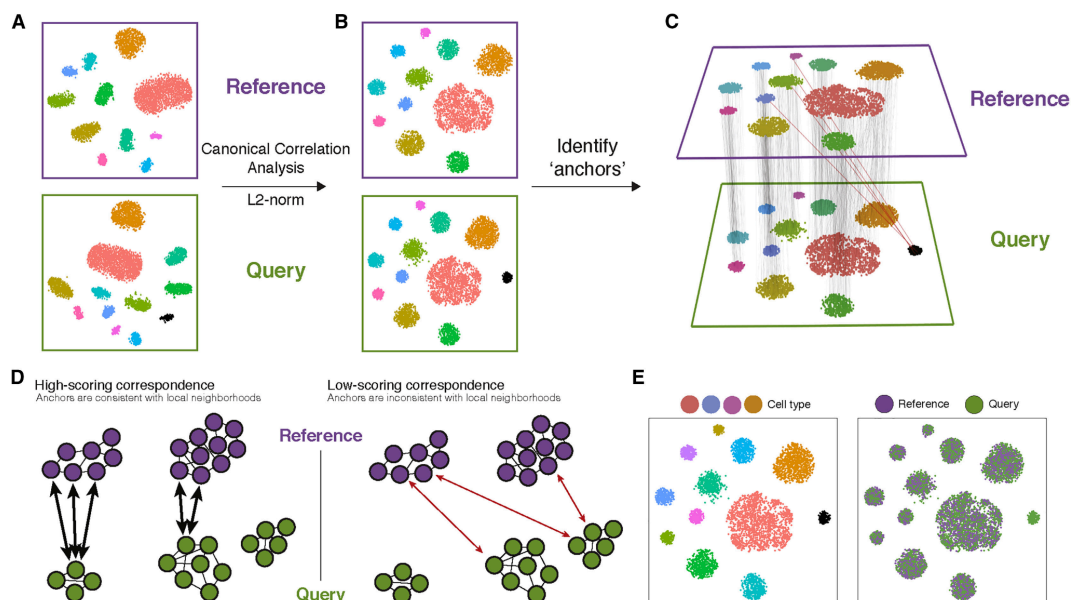 A
B
C
Reference
Canonical Correlation
Analysis
L2-norm
Query
Identify
'anchors'
Reference
Query
D
High-scoring correspondence
Anchors are consistent with local neighborhoods
Low-scoring correspondence
Anchors are inconsistent with local neighborhoods
Reference
Query
E
Cell type
Reference
Query